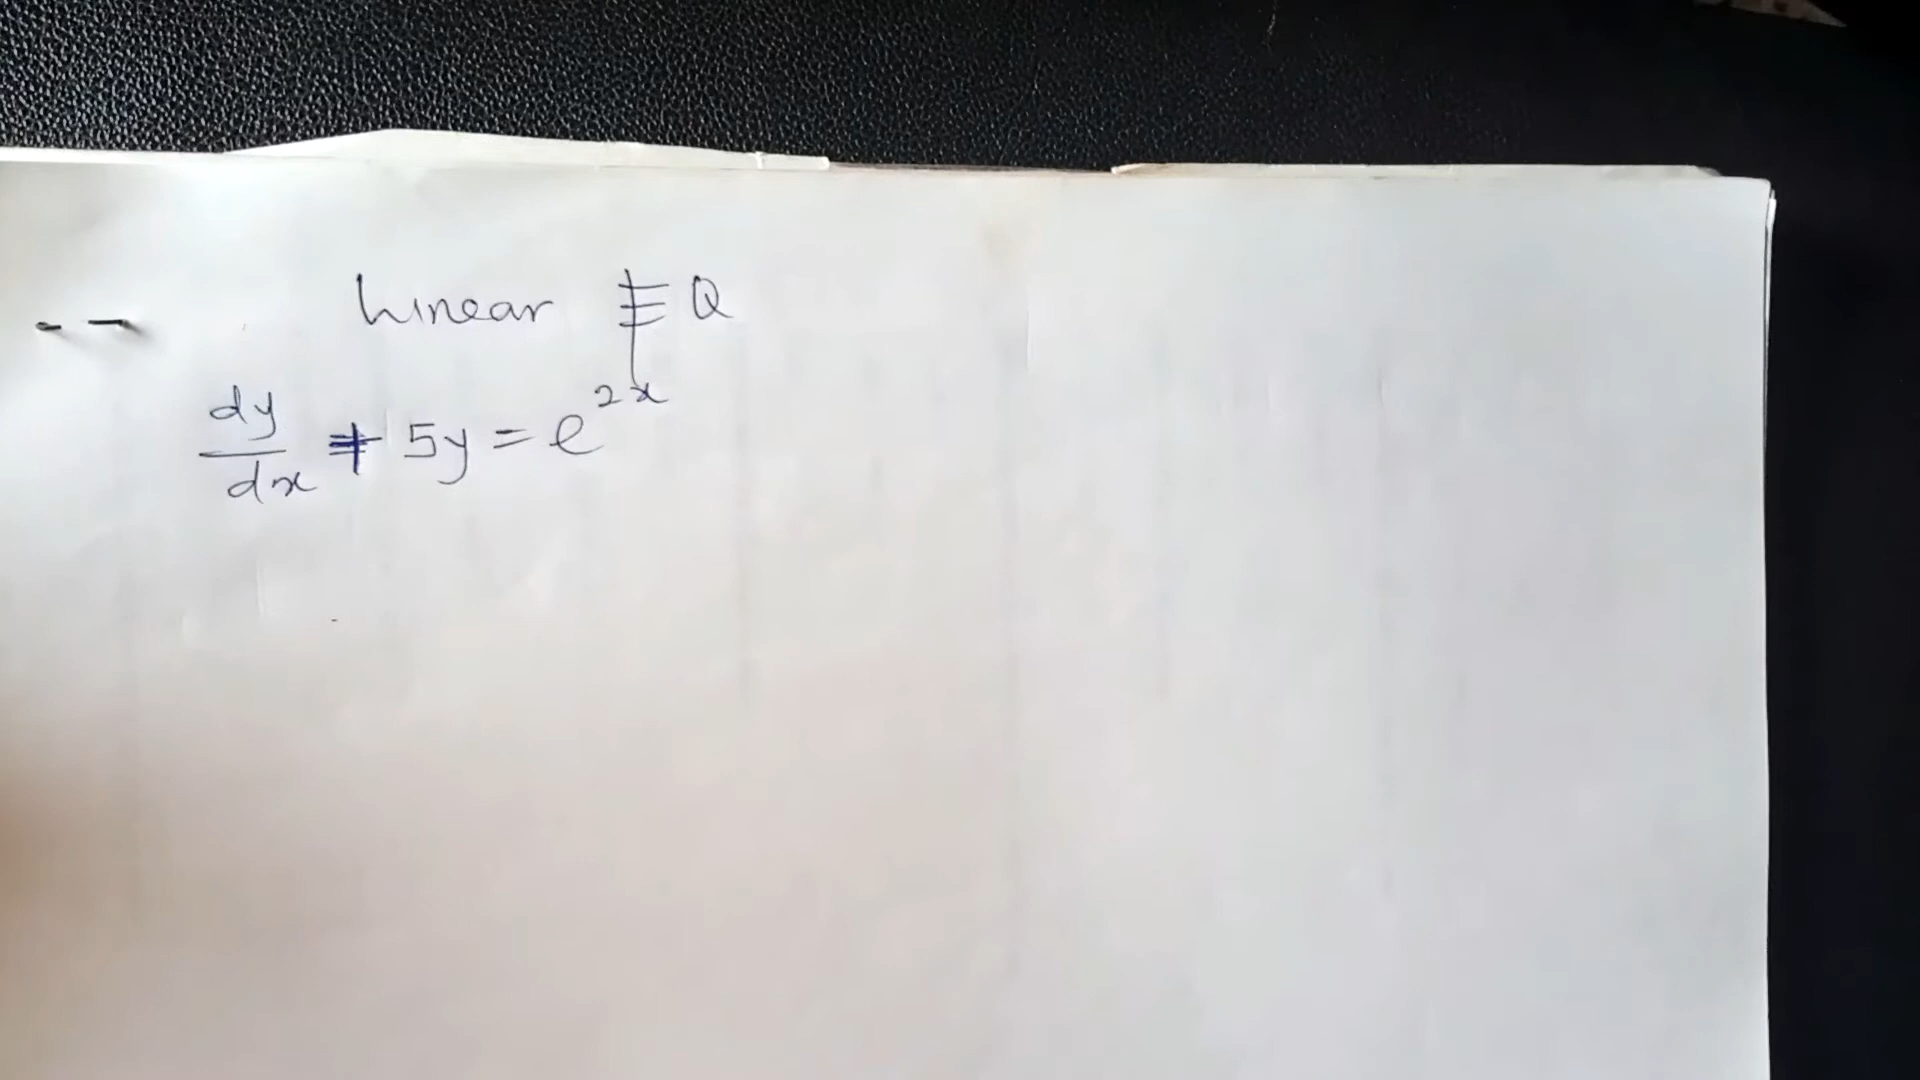 Linear EQ
dy/dx + 5y = e^2x